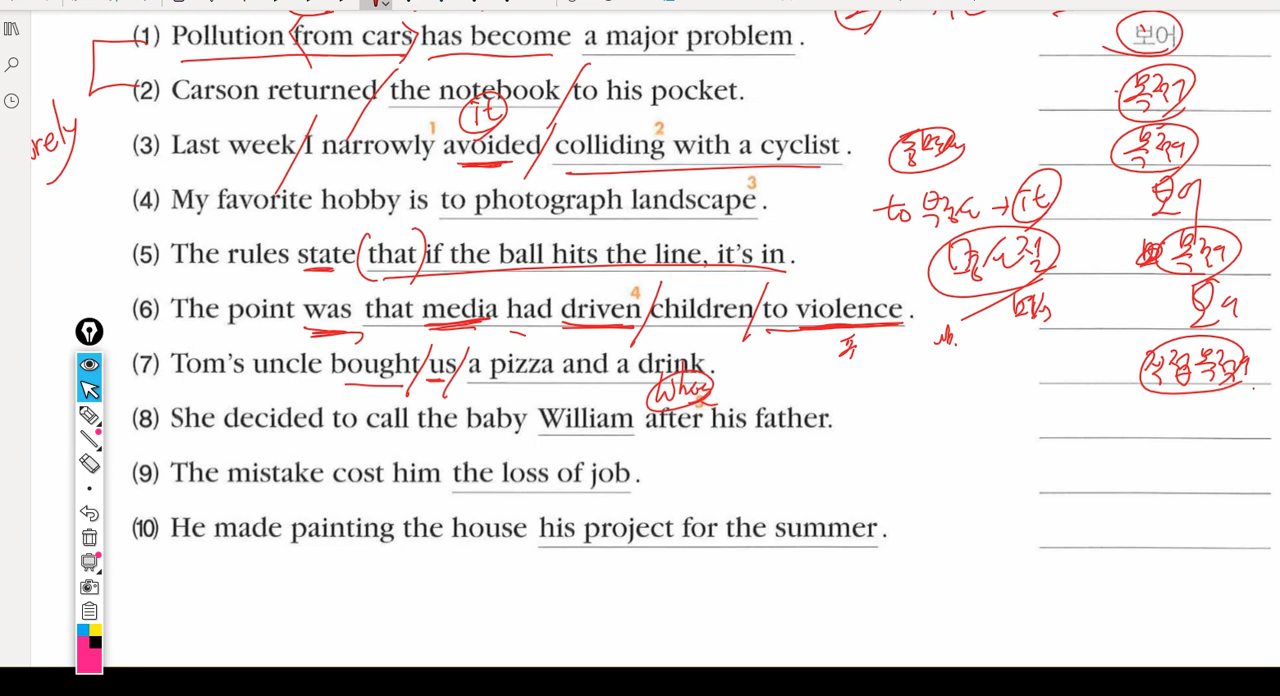 (1) Pollution from cars has become a major problem. 보어
(2) Carson returned the notebook to his pocket. 목적어
it
(3) Last week I narrowly avoided colliding with a cyclist. 목적어
1 2
(4) My favorite hobby is to photograph landscape. to → it 보어
3
(5) The rules state that if the ball hits the line, it's in. 명사절 목적어
(6) The point was that media had driven children to violence. 보어
4
(7) Tom's uncle bought us a pizza and a drink. 직접목적어
(8) She decided to call the baby William after his father.
(9) The mistake cost him the loss of job.
(10) He made painting the house his project for the summer.